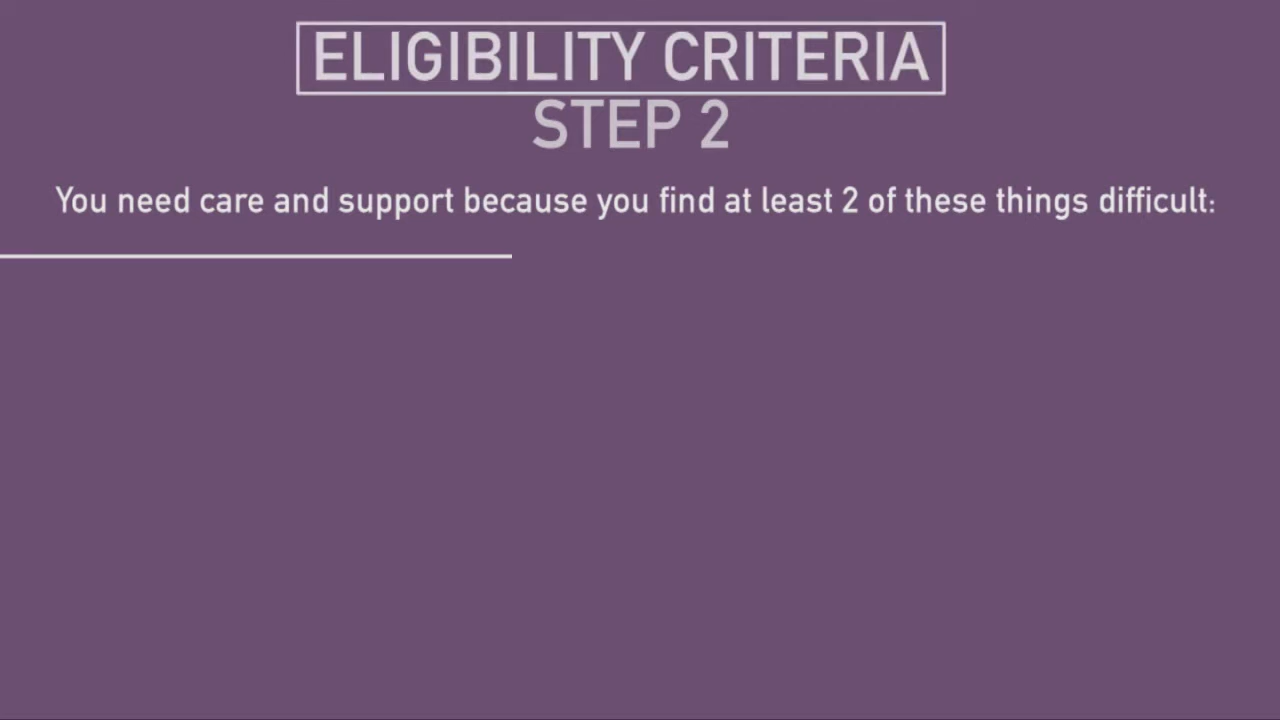 ELIGIBILITY CRITERIA
STEP 2
You need care and support because you find at least 2 of these things difficult: